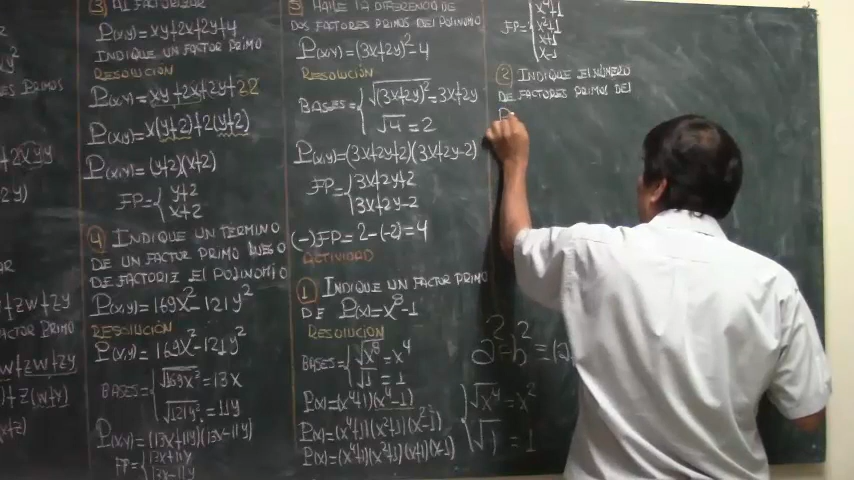 3 AL FACTORIZAR
P(x,y)=xy+2x+2y+4
INDIQUE UN FACTOR PRIMO
RESOLUCIÓN
P(x,y)=xy+2x+2y+2·2
P(x,y)=x(y+2)+2(y+2)
P(x,y)=(y+2)(x+2)
FP={y+2
x+2
4 INDIQUE UN TERMINO
DE UN FACTOR PRIMO LUEGO
DE FACTORIZ El POlINOMIO
P(x,y)=169x²-121y²
RESOLUCIÓN
P(x,y)=169x²-121y²
BASES={√169x²=13x
√121y²=11y
P(x,y)=(13x+11y)(13x-11y)
FP={13x+11y
13x-11y
5 HALLE LA DIFERENCIA DE
DOS FACTORES PRIMOS DEl POlINOMIO
P(x,y)=(3x+2y)²-4
RESOLUCIÓN
BASES={√(3x+2y)²=3x+2y
√4=2
P(x,y)=(3x+2y+2)(3x+2y-2)
FP={3x+2y+2
3x+2y-2
(-)FP=2-(-2)=4
ACTIVIDAD
1 INDIQUE UN FACTOR PRIMO
DE P(x)=x⁸-1
RESOLUCIÓN
BASES={√x⁸=x⁴
√1=1
P(x)=(x⁴+1)(x⁴-1)
P(x)=(x⁴+1)(x²+1)(x²-1)
P(x)=(x⁴+1)(x²+1)(x+1)(x-1)
FP={x⁴+1
x²+1
x+1
x-1
2 INDIQUE El NÚMERO
DE FACTORES PRIMOS DEl
P
a²-b²=(a
√x⁴=x²
√1=1